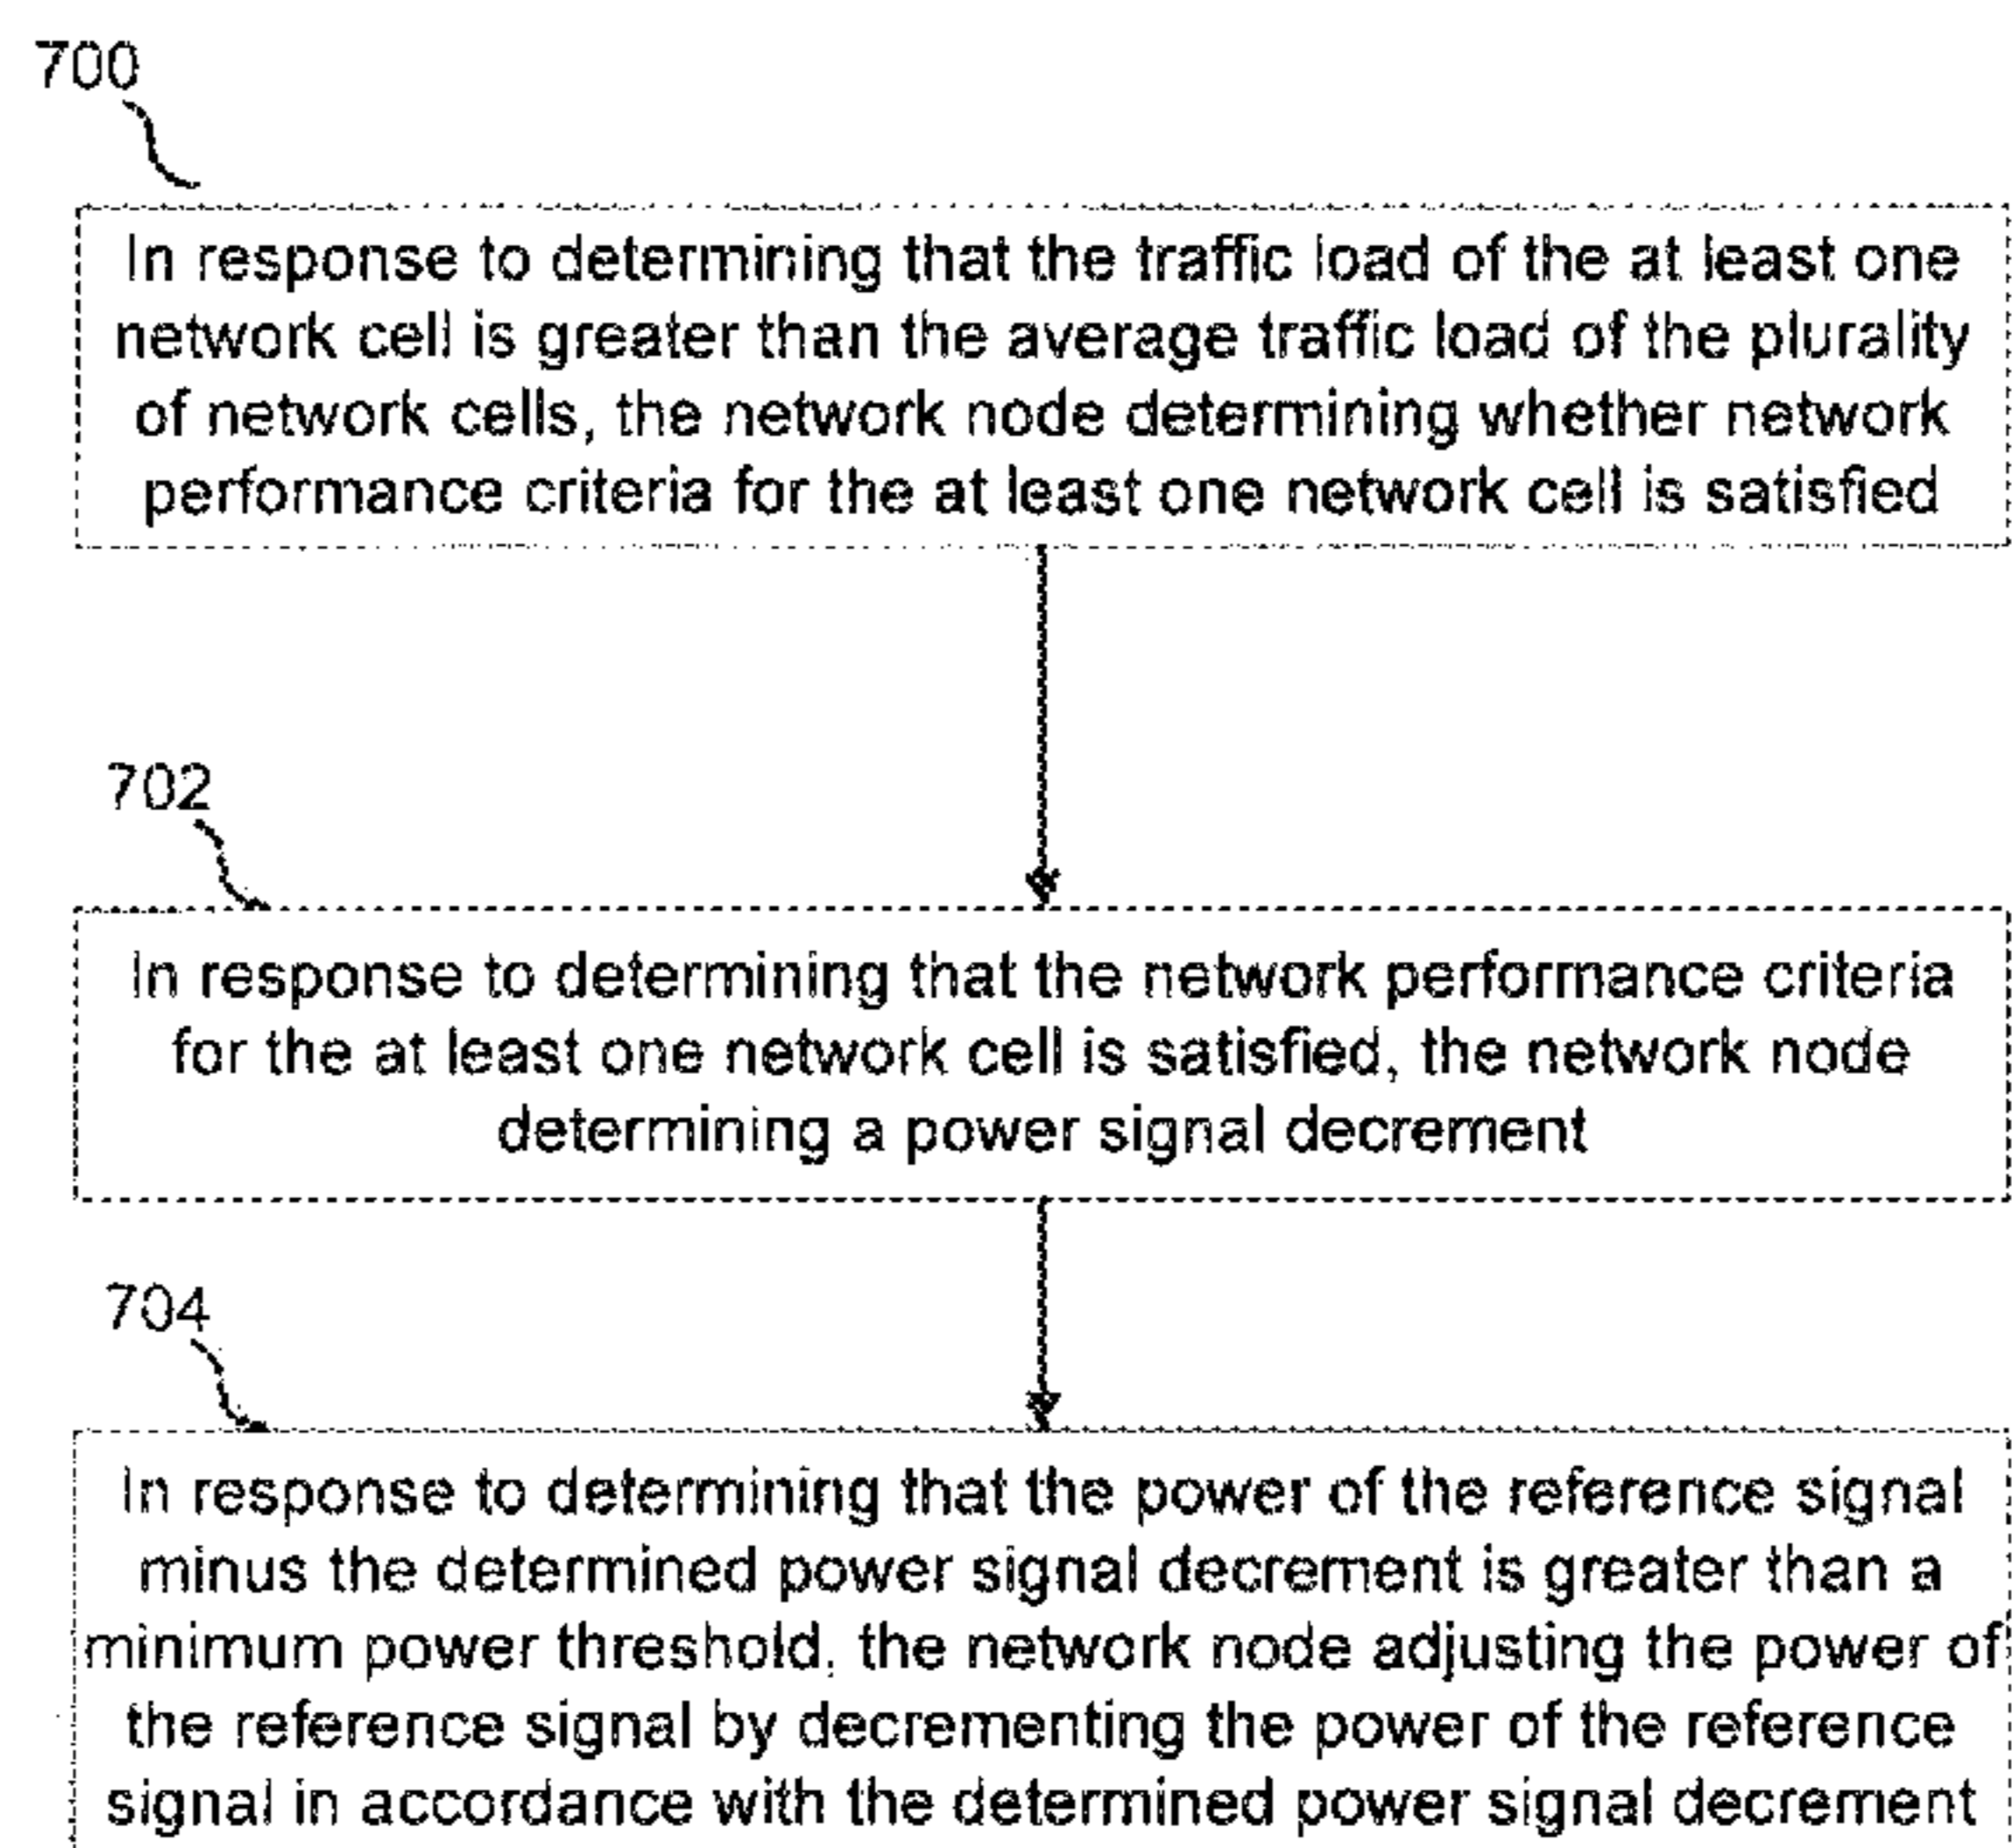 700
In response to determining that the traffic load of the at least one
network cell is greater than the average traffic load of the plurality
of network cells, the network node determining whether network
performance criteria for the at least one network cell is satisfied
702
In response to determining that the network performance criteria
for the at least one network cell is satisfied, the network node
determining a power signal decrement
704
In response to determining that the power of the reference signal
minus the determined power signal decrement is greater than a
minimum power threshold, the network node adjusting the power of
the reference signal by decrementing the power of the reference
signal in accordance with the determined power signal decrement